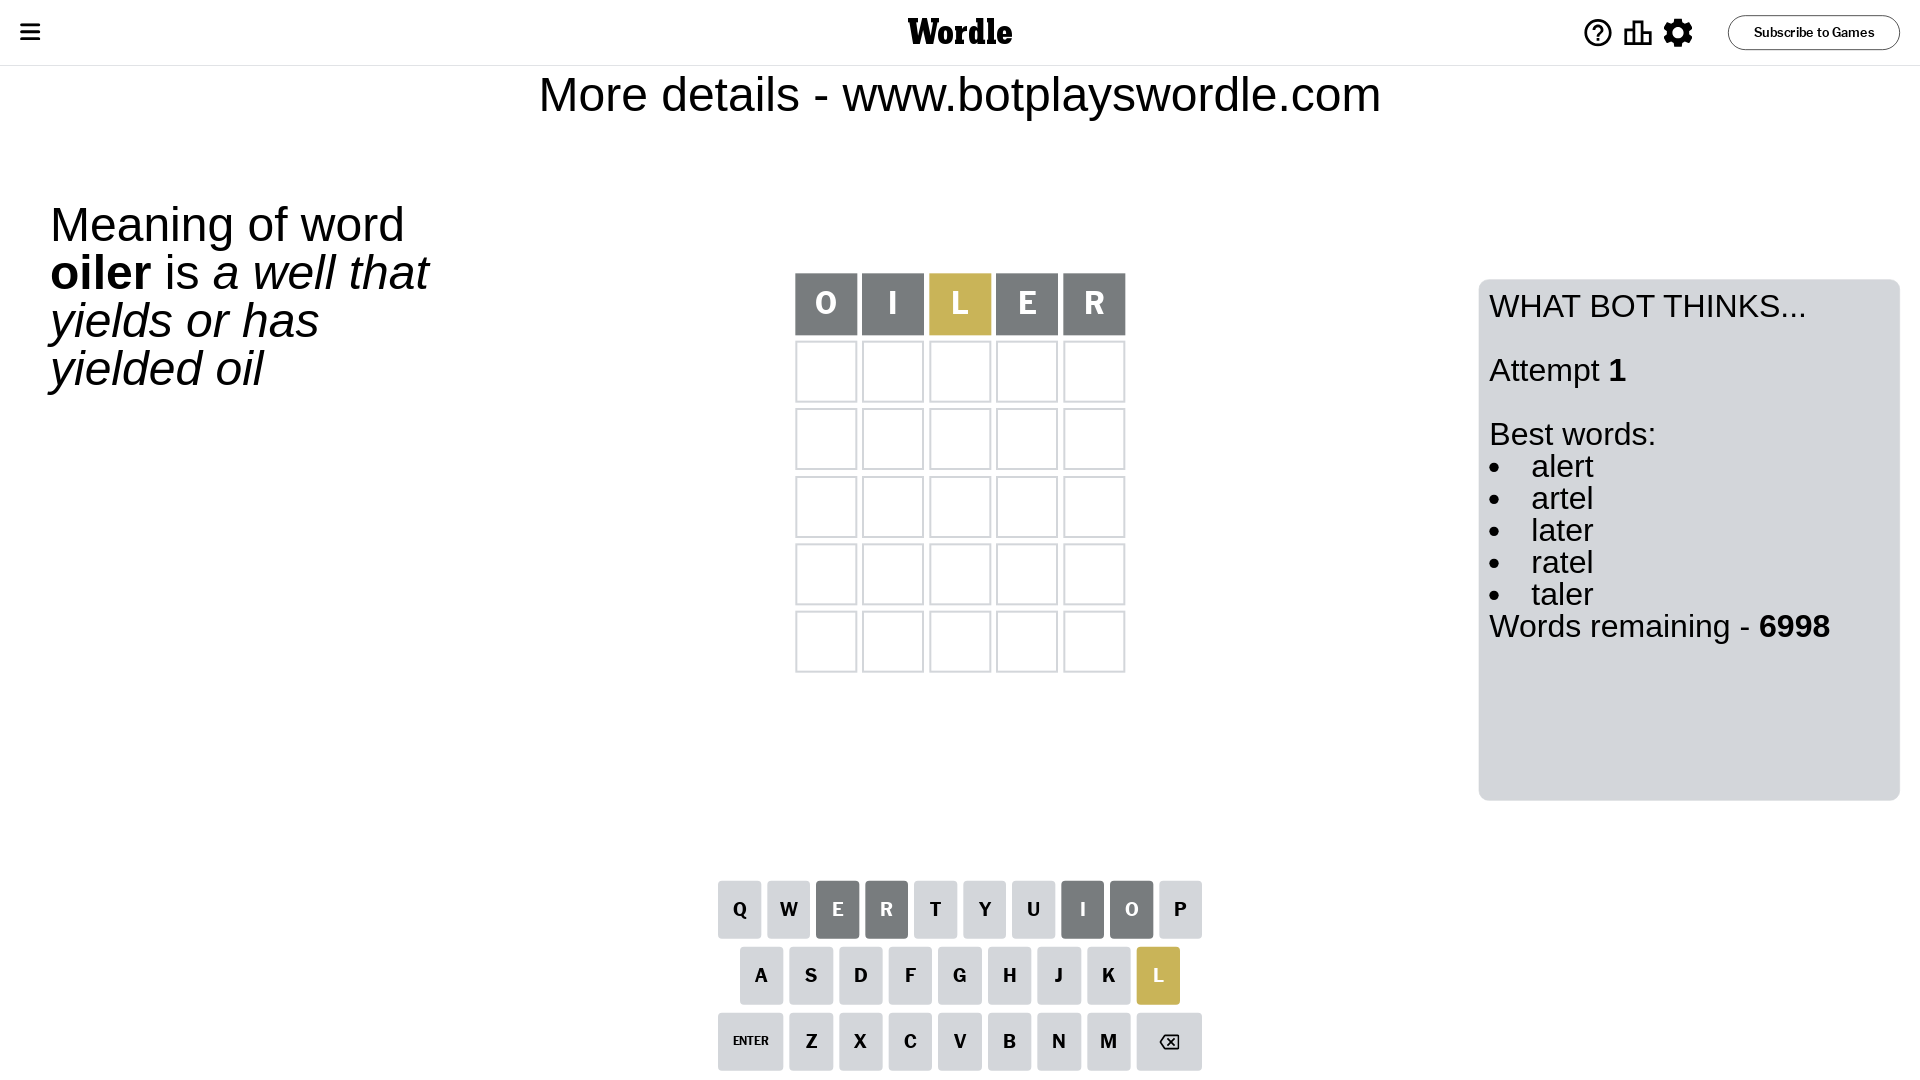 Wordle
Subscribe to Games
More details - www.botplayswordle.com
Meaning of word
oiler is a well that
yields or has
yielded oil
O I L E R
WHAT BOT THINKS...
Attempt 1
Best words:
• alert
• artel
• later
• ratel
• taler
Words remaining - 6998
Q W E R T Y U I O P
A S D F G H J K L
ENTER Z X C V B N M